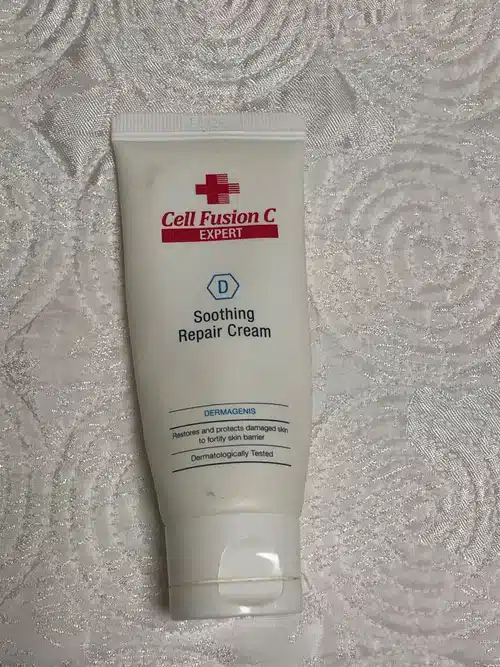 Cell Fusion C
EXPERT
D
Soothing
Repair Cream
DERMAGENIS
Restores and protects damaged skin
to fortify skin barrier
Dermatologically Tested